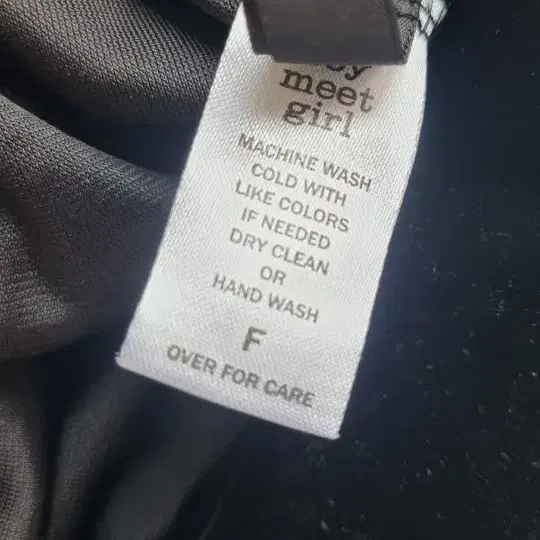 meet
girl
MACHINE WASH
COLD WITH
LIKE COLORS
IF NEEDED
DRY CLEAN
OR
HAND WASH
F
OVER FOR CARE